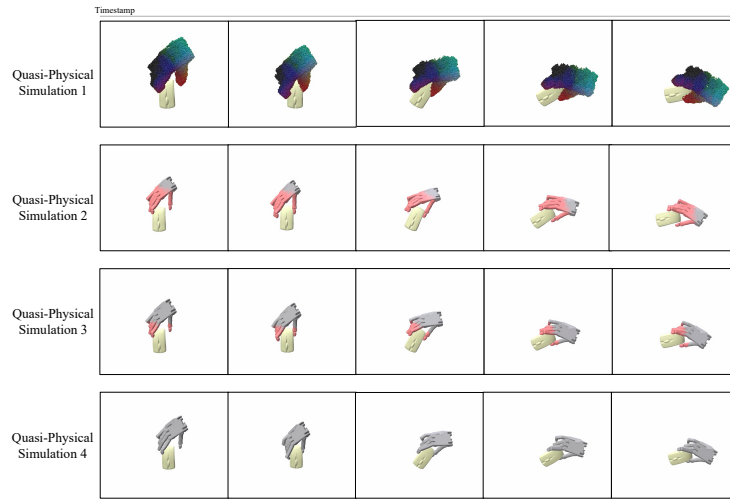 Timestamp
Quasi-Physical
Simulation 1
Quasi-Physical
Simulation 2
Quasi-Physical
Simulation 3
Quasi-Physical
Simulation 4